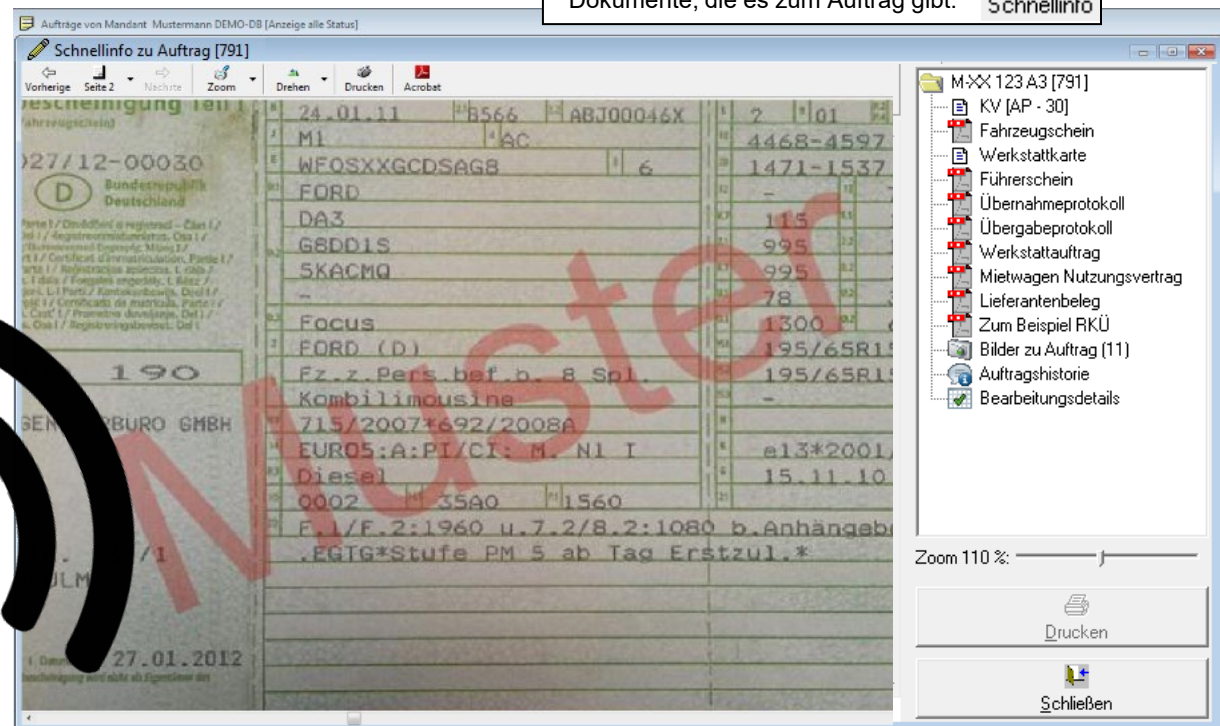 Dokumente, die es zum Auftrag gibt.
Schnellinfo
Aufträge von Mandant Mustermann DEMO-DB [Anzeige alle Status]
Schnellinfo zu Auftrag [791]
Vorherige Seite 2 Nächste Zoom Drehen Drucken Acrobat
24.01.11 B566 ABJ00046X 2 01
M1 AC 4468-4597
027/12-00030
WFOSXXGCDSAG8 6 1471-1537
D Bundesrepublik
Deutschland
FORD - -
DA3 115
G8DD1S 995
5KACMQ 995
- 78
Focus 1300
FORD (D) 195/65R15
190
Fz.z.Pers.bef.b. 8 Spl. 195/65R15
Kombilimousine -
GMBH
715/2007*692/2008A
EURO5:A:PI/CI: M, N1 I e13*2001/
Diesel 15.11.10
0002 35A0 1560
F.1/F.2:1960 u.7.2/8.2:1080 b.Anhängebe
.EGTG*Stufe PM 5 ab Tag Erstzul.*
27.01.2012
Muster
M-XX 123 A3 [791]
KV [AP - 30]
Fahrzeugschein
Werkstattkarte
Führerschein
Übernahmeprotokoll
Übergabeprotokoll
Werkstattauftrag
Mietwagen Nutzungsvertrag
Lieferantenbeleg
Zum Beispiel RKÜ
Bilder zu Auftrag (11)
Auftragshistorie
Bearbeitungsdetails
Zoom 110 %:
Drucken
Schließen